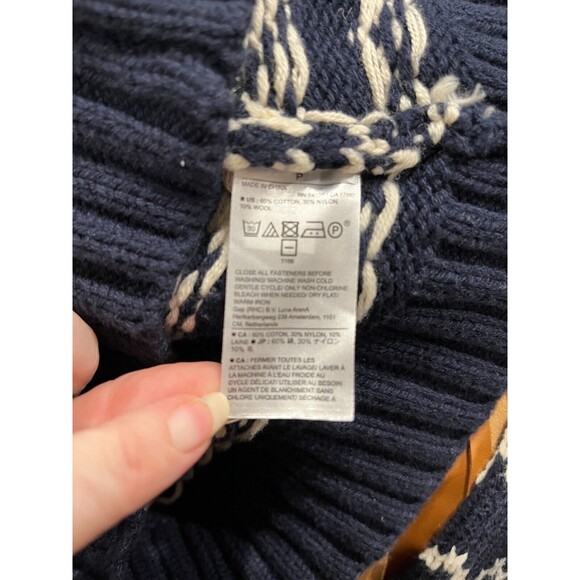 P
MADE IN CHINA RN 54
★ US : 60% COTTON, 30% NYLON,
10% WOOL
30 P ®
CLOSE ALL FASTENERS BEFORE
WASHING/ MACHINE WASH COLD
GENTLE CYCLE/ ONLY NON-CHLORINE
BLEACH WHEN NEEDED/ DRY FLAT/
WARM IRON
Gap (RHC) B.V. Luna ArenA
Herikerbergweg 238 Amsterdam, 1101
CM, Netherlands
★ CA : 60% COTON, 30% NYLON, 10%
LAINE ★ JP : 60% 綿, 30% ナイロン
10% 毛
★ CA : FERMER TOUTES LES
ATTACHES AVANT LE LAVAGE/ LAVER À
LA MACHINE À L'EAU FROIDE AU
CYCLE DÉLICAT/ UTILISER AU BESOIN
UN AGENT DE BLANCHIMENT SANS
CHLORE UNIQUEMENT/ SÉCHAGE À